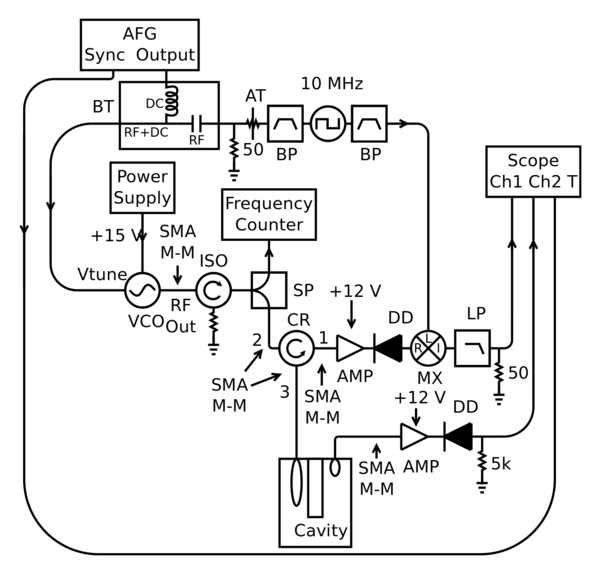 AFG
Sync Output
BT
DC
RF+DC
RF
AT
50
BP
10 MHz
BP
Scope
Ch1 Ch2 T
Power
Supply
Frequency
Counter
+15 V
SMA
M-M
ISO
Vtune
VCO
RF
Out
SP
CR
2
1
3
+12 V
DD
LP
R
L
I
MX
AMP
50
SMA
M-M
SMA
M-M
+12 V
DD
SMA
M-M
AMP
5k
Cavity